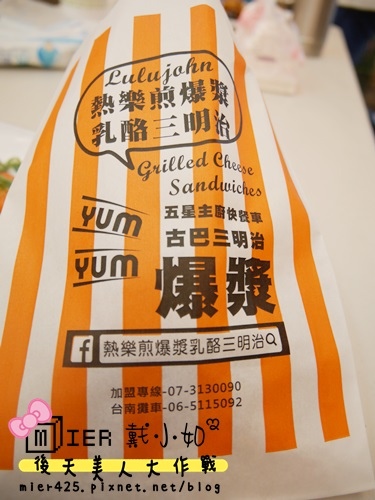 Lulujohn
熱樂煎爆漿
乳酪三明治
Grilled Cheese
Sandwiches
YUM
YUM
五星主廚快餐車
古巴三明治
爆漿
f 熱樂煎爆漿乳酪三明治
加盟專線-07-3130090
台南攤車-06-5115092
MIER 戴•小如
後天美人大作戰
mier425.pixnet.net/blog